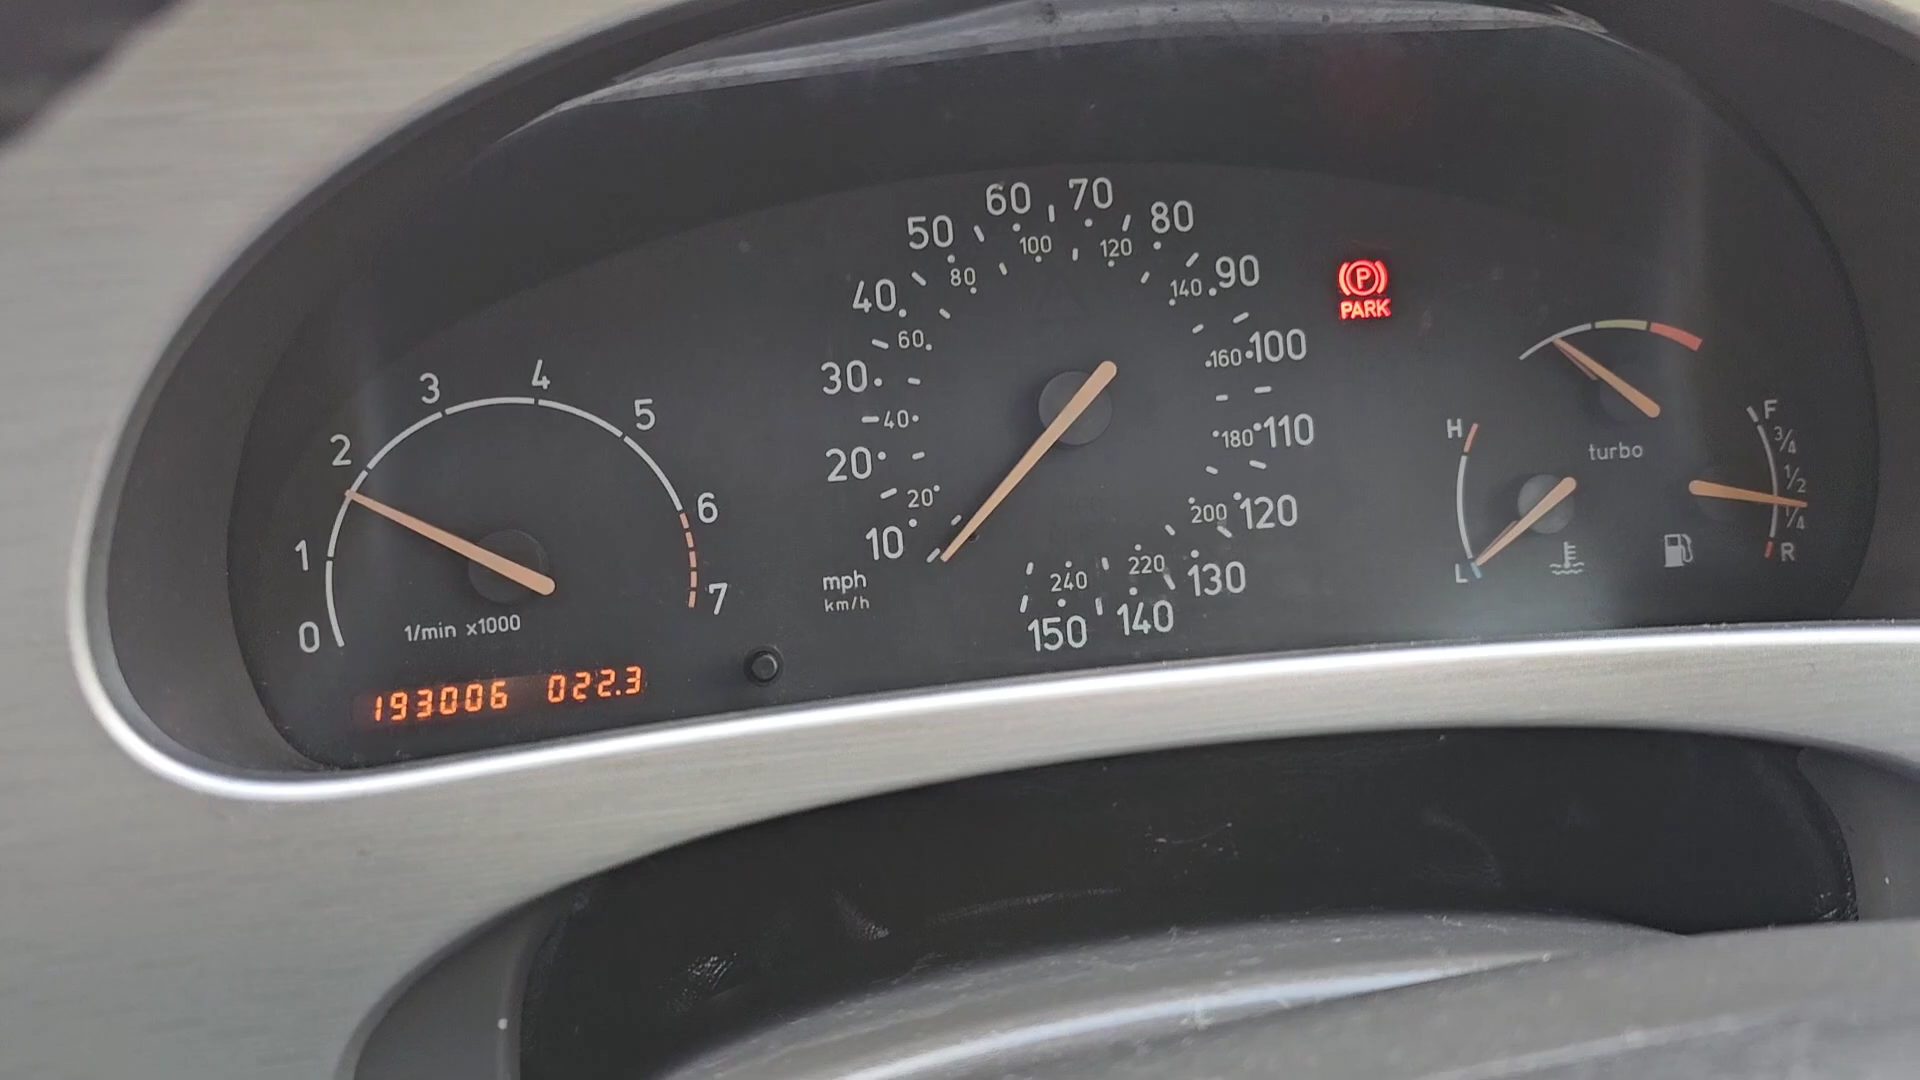 0 1 2 3 4 5 6 7
1/min x1000
193006 022.3
10 20 30 40 50 60 70 80 90 100 110 120 130 140 150
20 40 60 80 100 120 140 160 180 200 220 240
mph
km/h
PARK
P
turbo
H
L
F
3/4
1/2
1/4
R